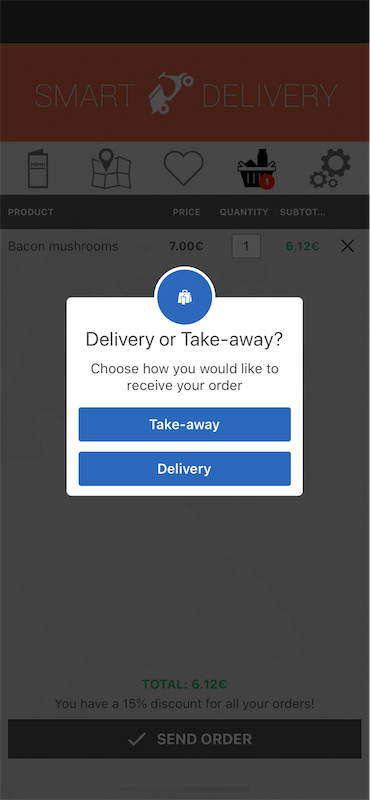 SMART DELIVERY
MENU
1
PRODUCT PRICE QUANTITY SUBTOT...
Bacon mushrooms 7.00€ 1 6.12€
Delivery or Take-away?
Choose how you would like to
receive your order
Take-away
Delivery
TOTAL: 6.12€
You have a 15% discount for all your orders!
SEND ORDER